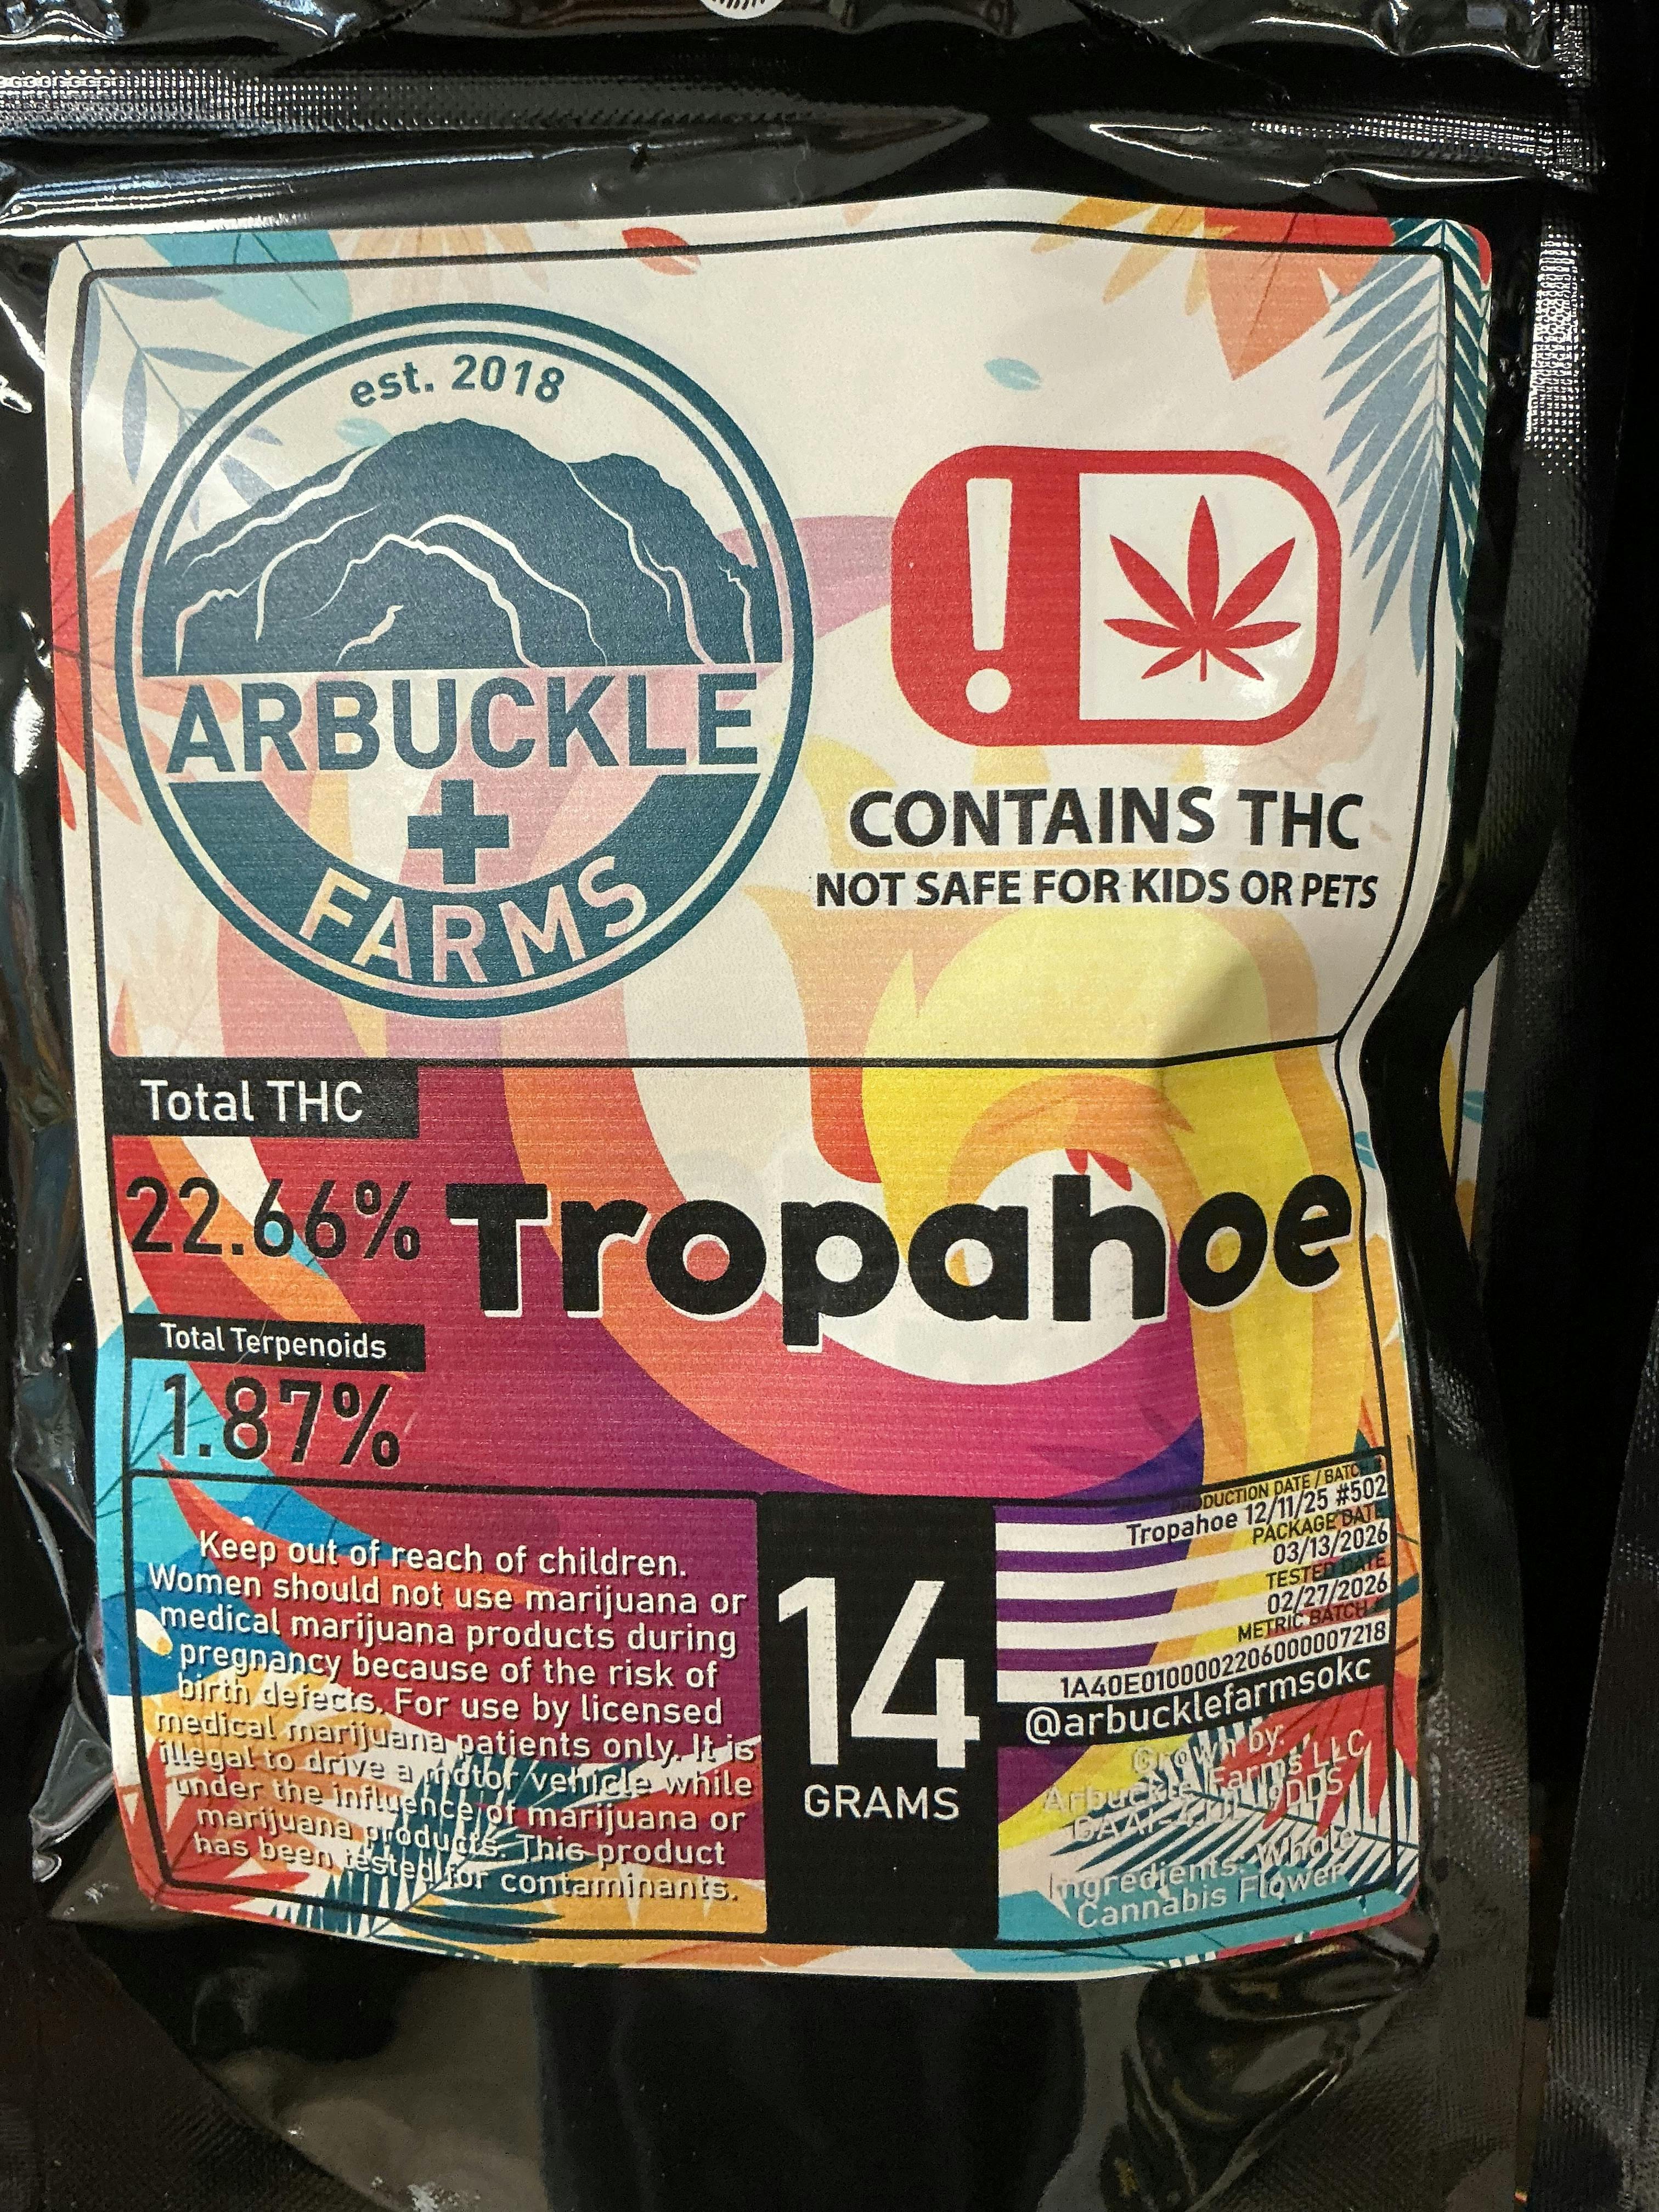 est. 2018
ARBUCKLE
FARMS
CONTAINS THC
NOT SAFE FOR KIDS OR PETS
Total THC
22.66%
Tropahoe
Total Terpenoids
1.87%
Keep out of reach of children.
Women should not use marijuana or
medical marijuana products during
pregnancy because of the risk of
birth defects. For use by licensed
medical marijuana patients only. It is
illegal to drive a motor vehicle while
under the influence of marijuana or
marijuana products. This product
has been tested for contaminants.
14
GRAMS
PRODUCTION DATE / BATCH #
Tropahoe 12/11/25 #502
PACKAGE DATE
03/13/2026
TESTED DATE
02/27/2026
METRIC BATCH #
1A40E0100002206000007218
@arbucklefarmsokc
Grown by:
Arbuckle Farms LLC
Ingredients: Whole
Cannabis Flower